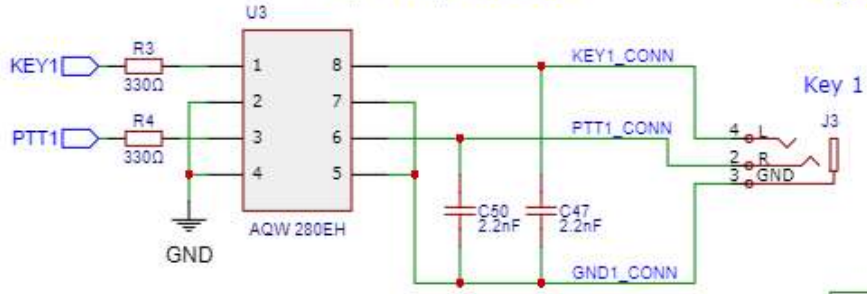 U3
KEY1 R3 330Ω 1 8 KEY1_CONN
Key 1
2 7
PTT1 R4 330Ω 3 6 PTT1_CONN 4 L J3
2 R
4 5 3 GND
C50 2.2nF C47 2.2nF
AQW 280EH
GND
GND1_CONN